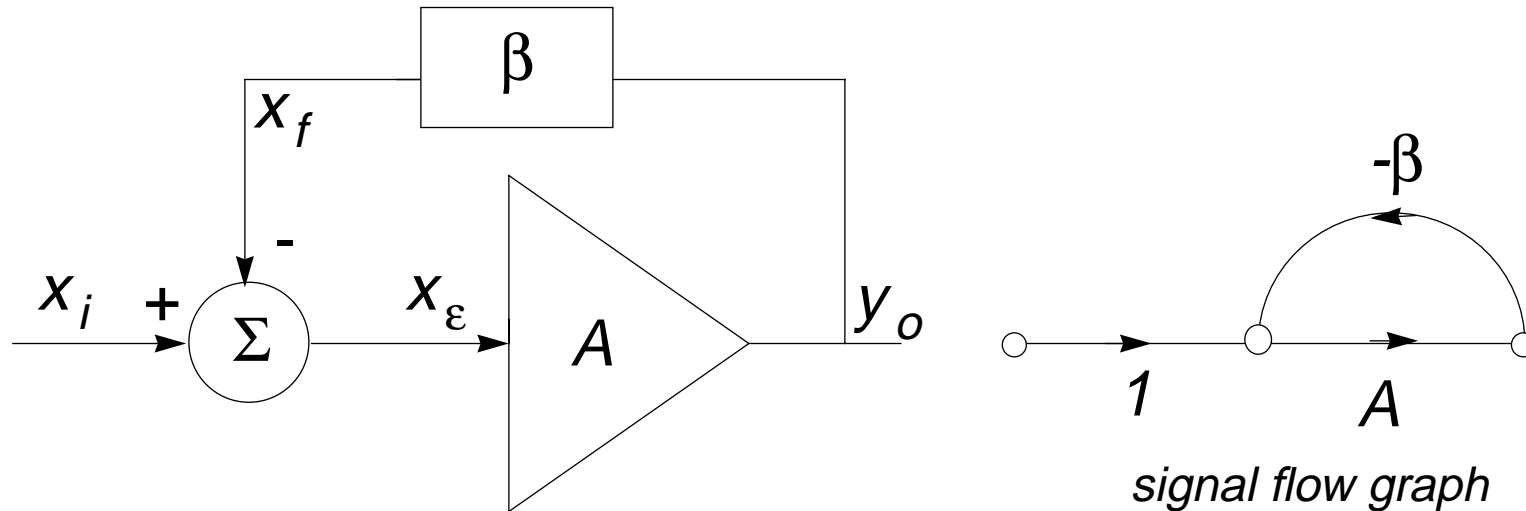 β
x_f
-β
-
x_i
+
Σ
x_ε
A
y_o
1
A
signal flow graph